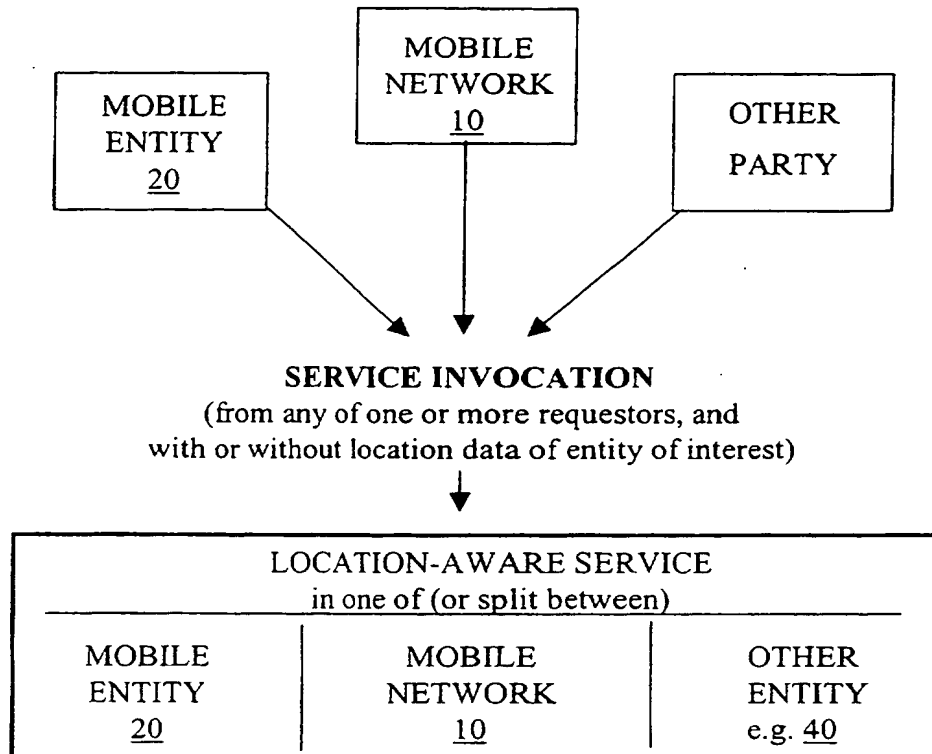 MOBILE
ENTITY
20
MOBILE
NETWORK
10
OTHER
PARTY
SERVICE INVOCATION
(from any of one or more requestors, and
with or without location data of entity of interest)
LOCATION-AWARE SERVICE
in one of (or split between)
MOBILE
ENTITY
20
MOBILE
NETWORK
10
OTHER
ENTITY
e.g. 40